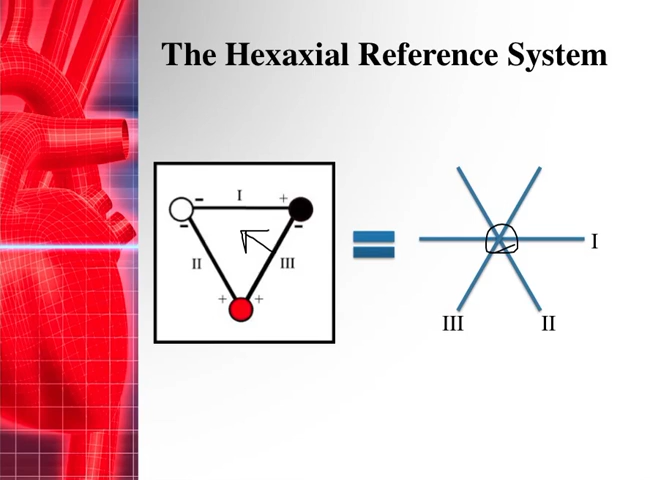 The Hexaxial Reference System
- I +
- -
II III
+ +
I
III II